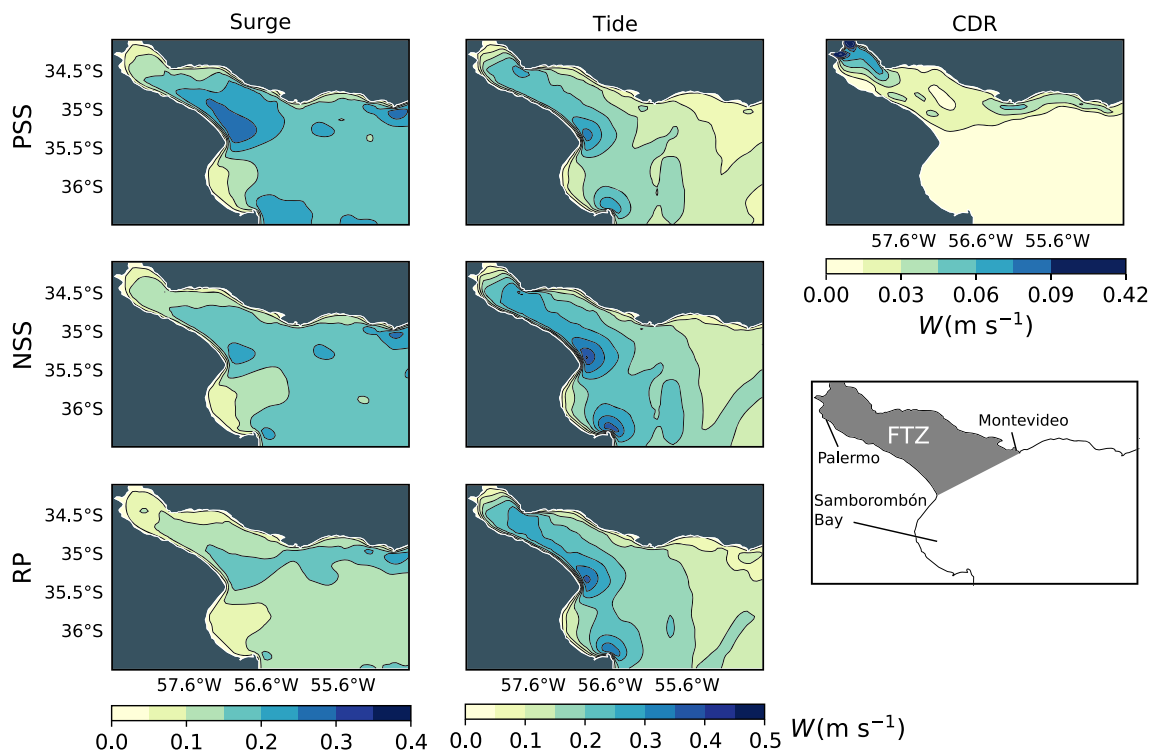 Surge Tide CDR
PSS
34.5°S
35°S
35.5°S
36°S
57.6°W 56.6°W 55.6°W
0.00 0.03 0.06 0.09 0.42
W(m s⁻¹)
NSS
34.5°S
35°S
35.5°S
36°S
FTZ
Montevideo
Palermo
Samborombón
Bay
RP
34.5°S
35°S
35.5°S
36°S
57.6°W 56.6°W 55.6°W
57.6°W 56.6°W 55.6°W
0.0 0.1 0.2 0.3 0.4
0.0 0.1 0.2 0.3 0.5
W(m s⁻¹)